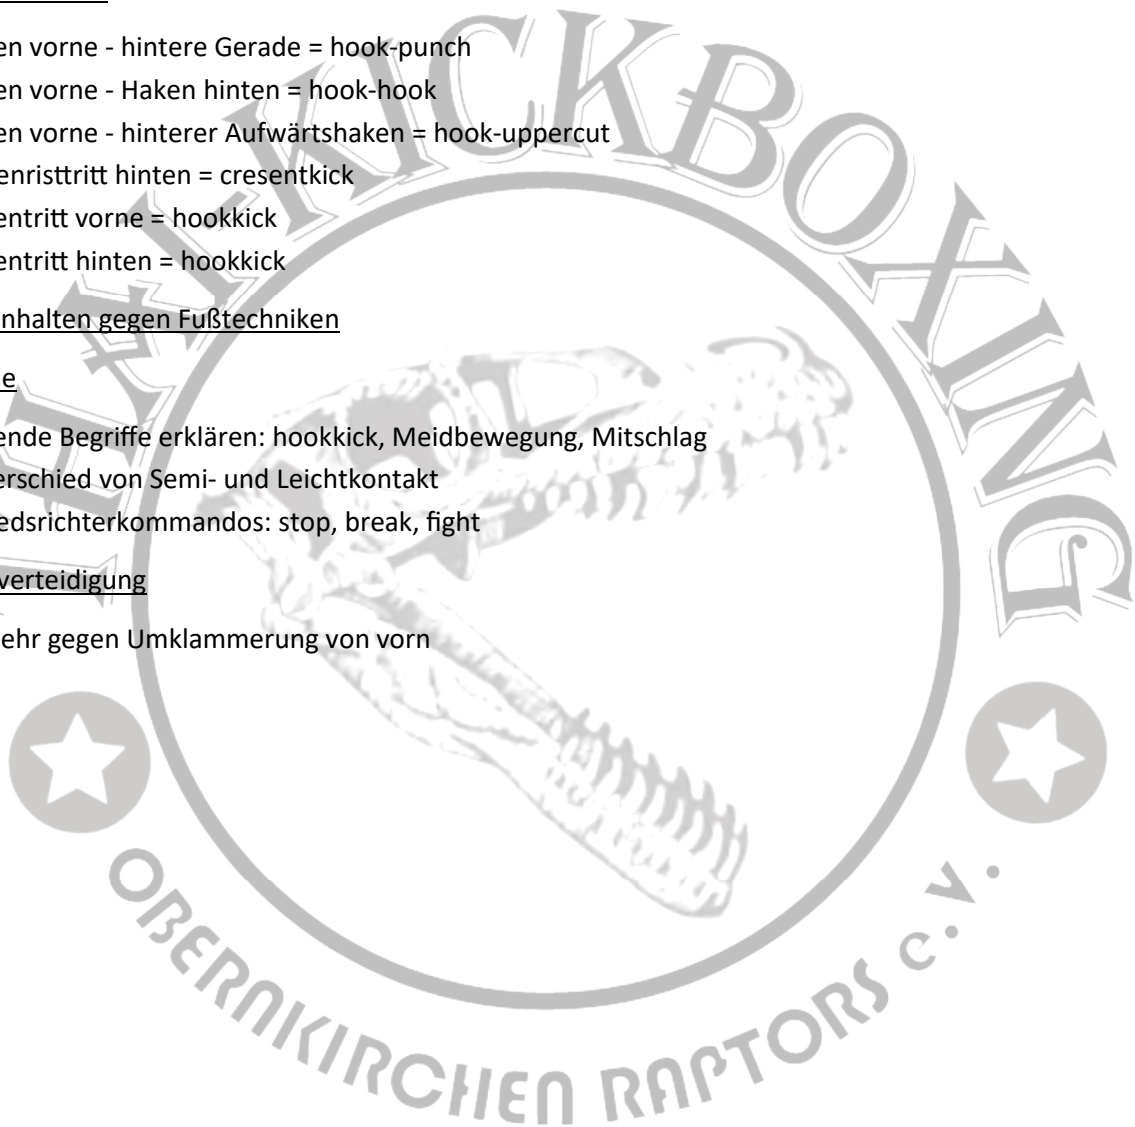 en vorne - hintere Gerade = hook-punch
en vorne - Haken hinten = hook-hook
en vorne - hinterer Aufwärtshaken = hook-uppercut
enristtritt hinten = cresentkick
entritt vorne = hookkick
entritt hinten = hookkick
nhalten gegen Fußtechniken
e
ende Begriffe erklären: hookkick, Meidbewegung, Mitschlag
erschied von Semi- und Leichtkontakt
edsrichterkommandos: stop, break, fight
verteidigung
ehr gegen Umklammerung von vorn
THAI-KICKBOXING
OBERNKIRCHEN RAPTORS e.V.